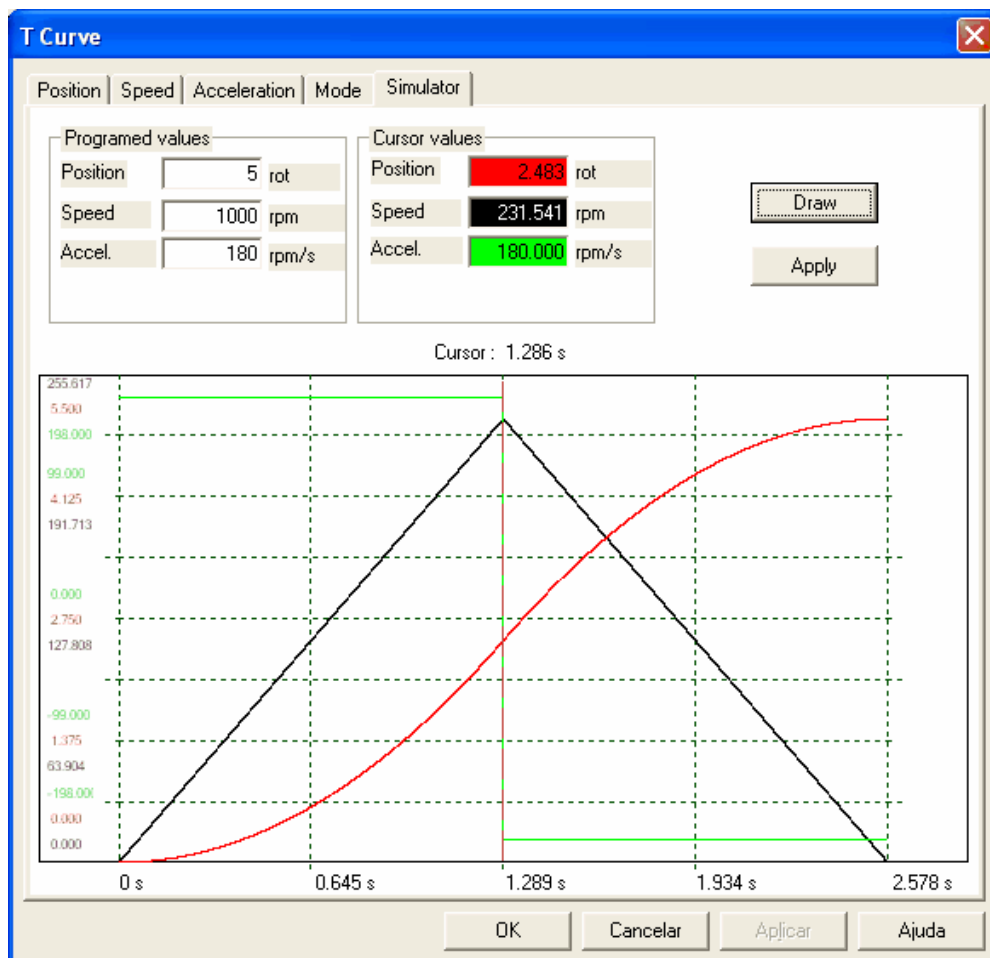 T Curve
Position Speed Acceleration Mode Simulator
Programed values
Position 5 rot
Speed 1000 rpm
Accel. 180 rpm/s
Cursor values
Position 2.483 rot
Speed 231.541 rpm
Accel. 180.000 rpm/s
Draw
Apply
Cursor : 1.286 s
255.617
5.500
198.000
99.000
4.125
191.713
0.000
2.750
127.808
-99.000
1.375
63.904
-198.000
0.000
0.000
0 s 0.645 s 1.289 s 1.934 s 2.578 s
OK Cancelar Aplicar Ajuda